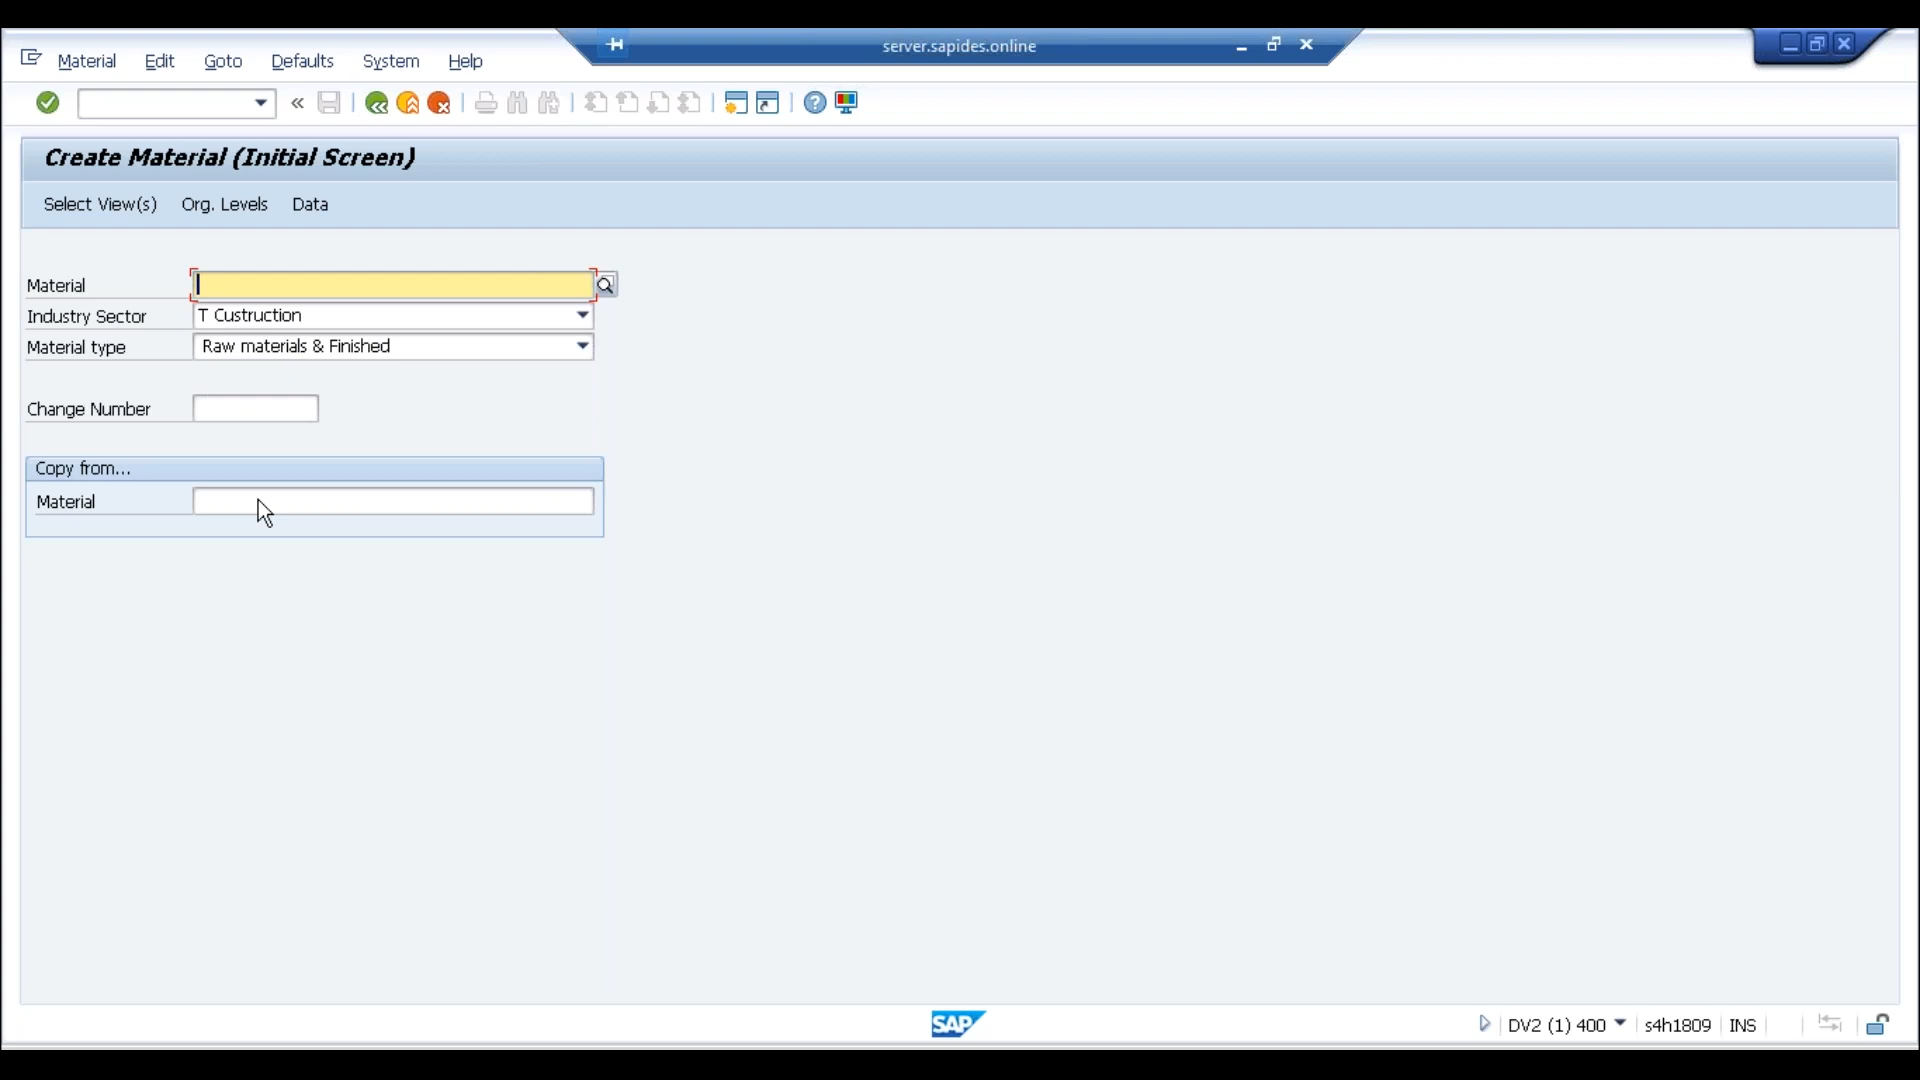 server.sapides.online
Material Edit Goto Defaults System Help
Create Material (Initial Screen)
Select View(s) Org. Levels Data
Material
Industry Sector T Custruction
Material type Raw materials & Finished
Change Number
Copy from...
Material
SAP DV2 (1) 400 s4h1809 INS